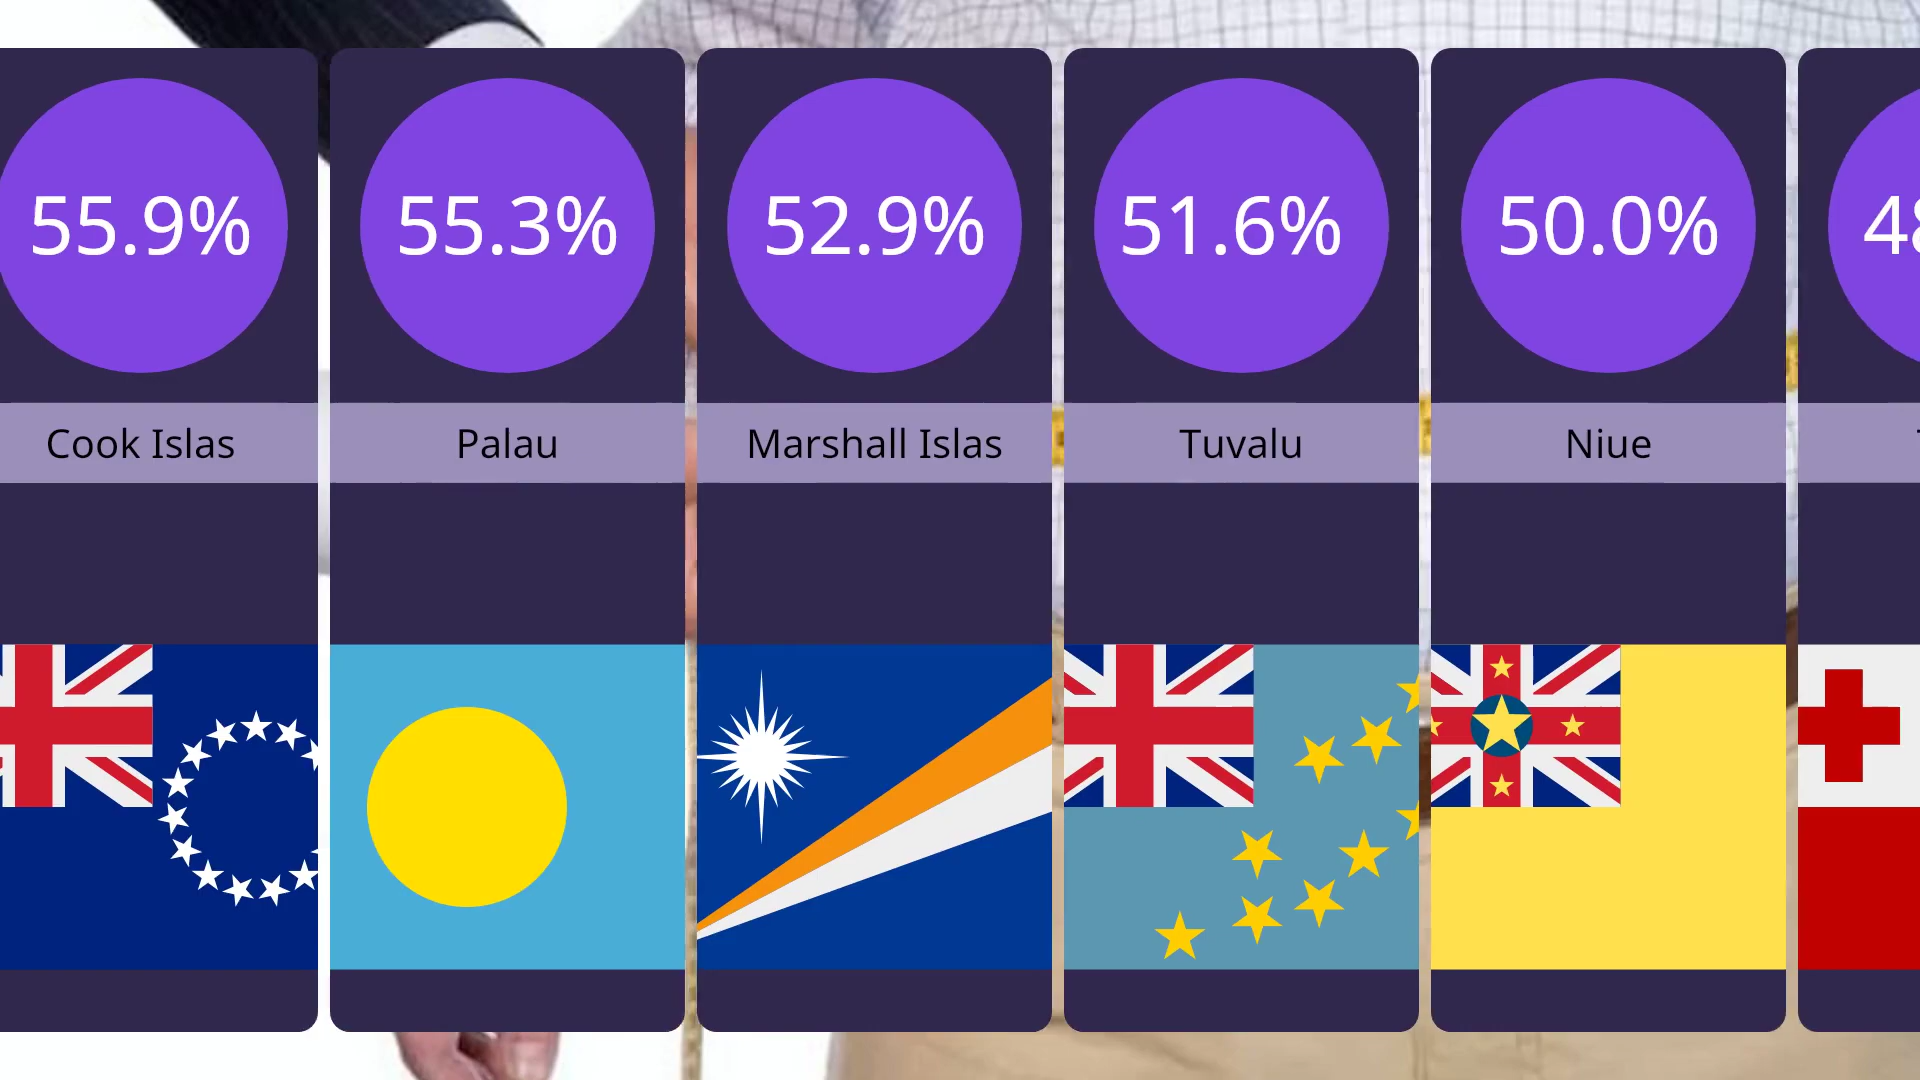 55.9%
55.3%
52.9%
51.6%
50.0%
Cook Islas
Palau
Marshall Islas
Tuvalu
Niue